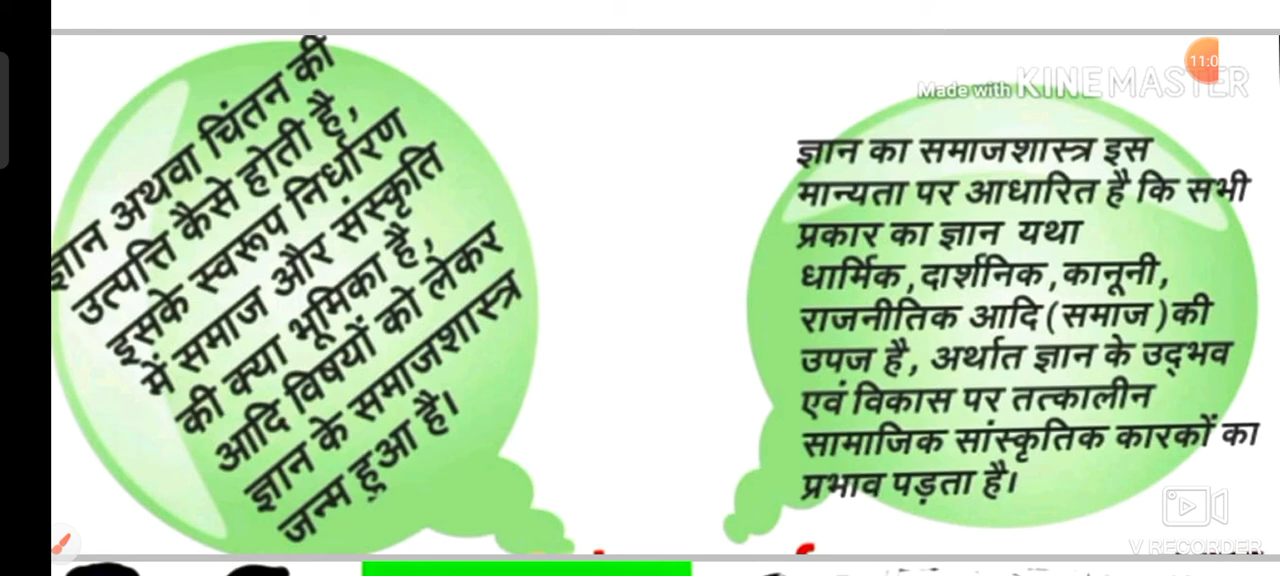 ज्ञान अथवा चिंतन की
उत्पत्ति कैसे होती है,
इसके स्वरूप निर्धारण
में समाज और संस्कृति
की क्या भूमिका है,
आदि विषयों को लेकर
ज्ञान के समाजशास्त्र
जन्म हुआ है।
11:0
Made with KINEMASTER
ज्ञान का समाजशास्त्र इस
मान्यता पर आधारित है कि सभी
प्रकार का ज्ञान यथा
धार्मिक,दार्शनिक,कानूनी,
राजनीतिक आदि(समाज)की
उपज है, अर्थात ज्ञान के उद्भव
एवं विकास पर तत्कालीन
सामाजिक सांस्कृतिक कारकों का
प्रभाव पड़ता है।
V RECORDER